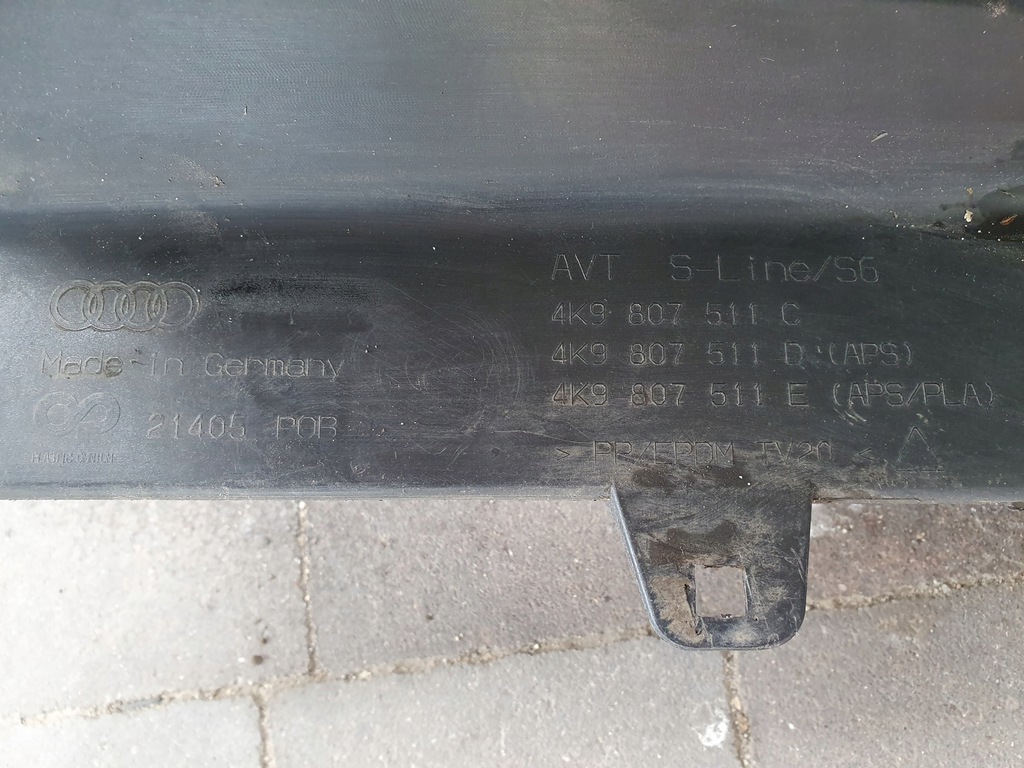 Made in Germany
21405 POR
AVT S-Line/S6
4K9 807 511 C
4K9 807 511 D (APS)
4K9 807 511 E (APS/PLA)
> PP/EPDM TV20 <